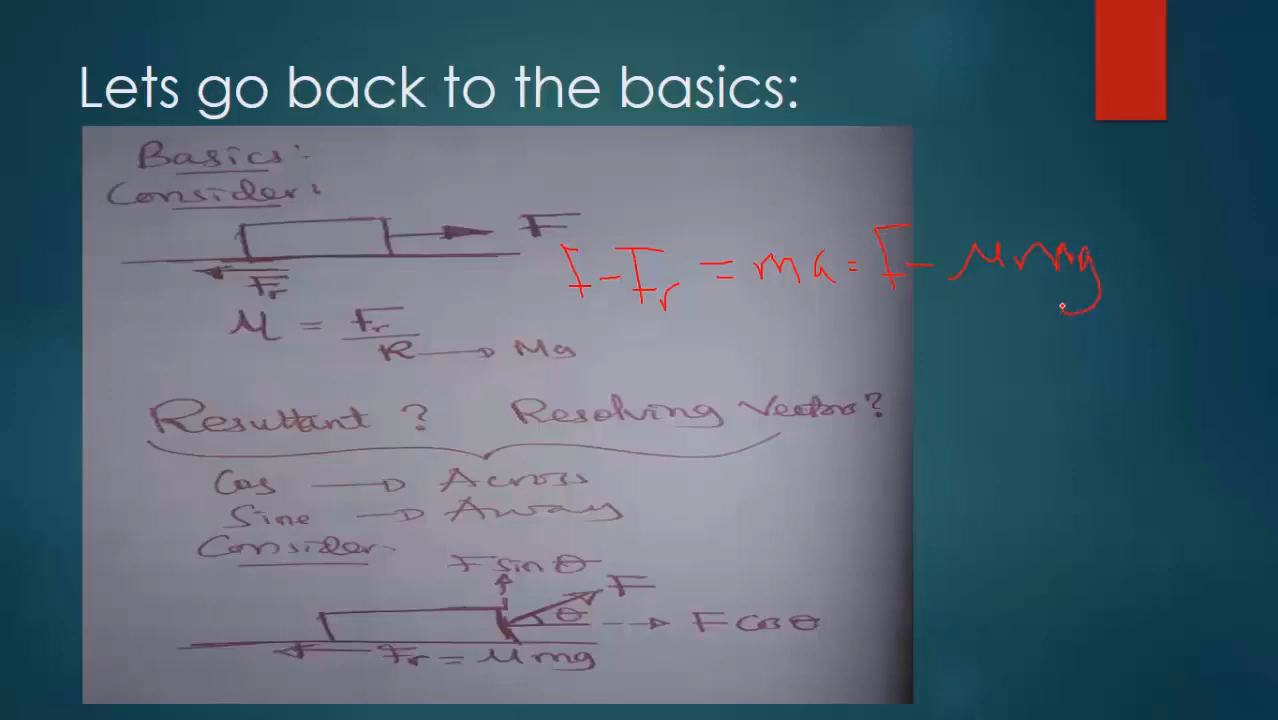 Lets go back to the basics:
Basics:
Consider:
F
F - Fr = ma = F - μmg
Fr
μ = Fr/R → Mg
Resultant ? Resolving Vector?
Cos → Across
Sine → Away
Consider
F sin θ
F
θ
F cos θ
Fr = μmg